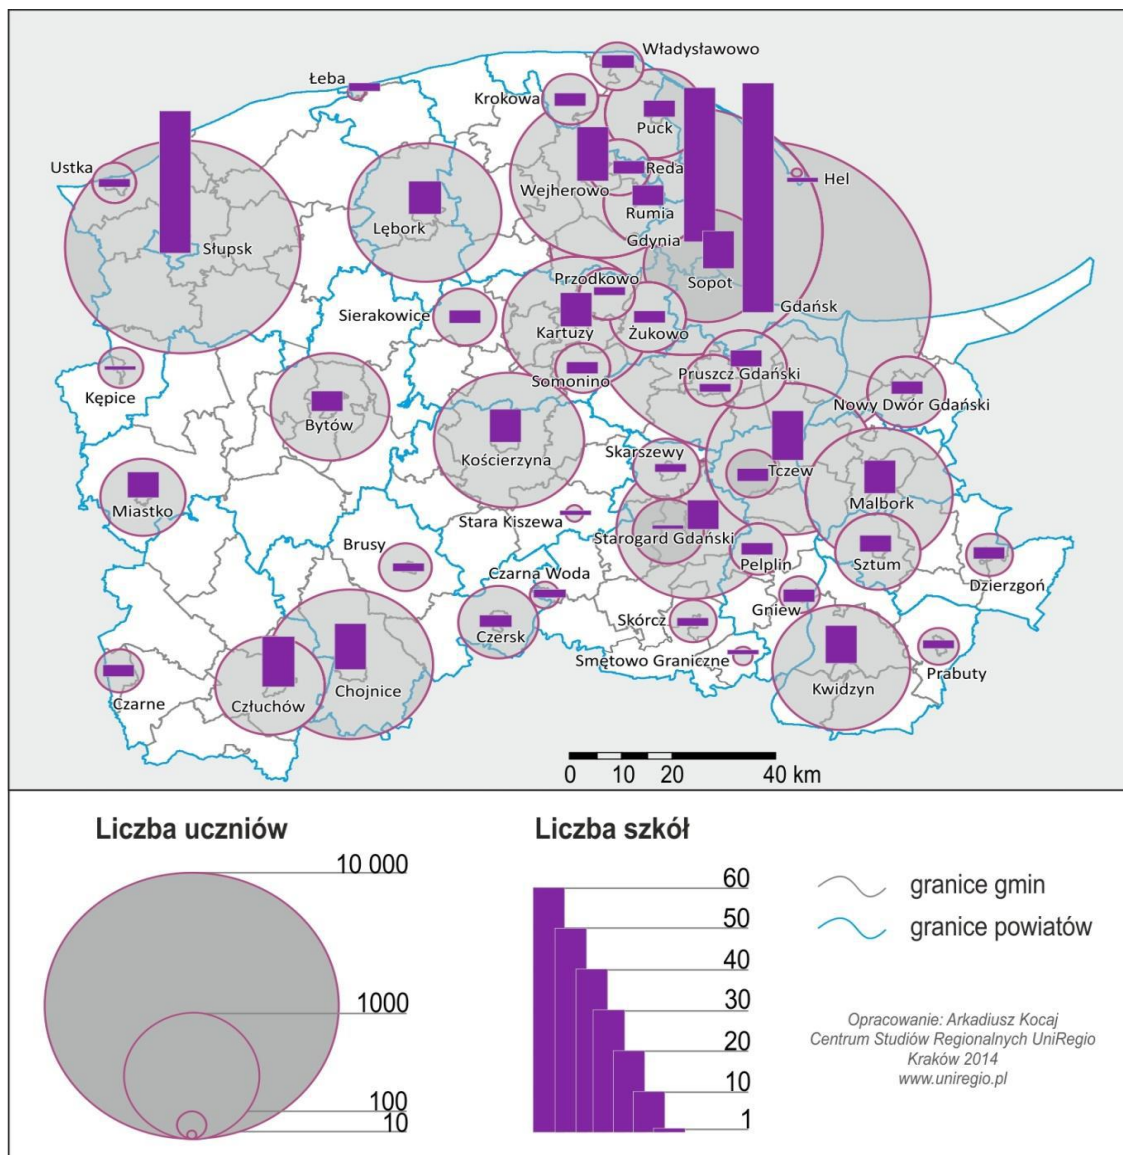 Władysławowo
Łeba
Krokowa
Puck
Ustka
Reda
Hel
Wejherowo
Rumia
Lębork
Gdynia
Słupsk
Przodkowo
Sopot
Gdańsk
Sierakowice
Kartuzy
Żukowo
Pruszcz Gdański
Somonino
Kępice
Nowy Dwór Gdański
Bytów
Skarszewy
Kościerzyna
Tczew
Malbork
Miastko
Stara Kiszewa
Starogard Gdański
Brusy
Pelplin
Sztum
Dzierzgoń
Czarna Woda
Gniew
Skórcz
Czersk
Smętowo Graniczne
Prabuty
Chojnice
Kwidzyn
Czarne
Człuchów
0 10 20 40 km
Liczba uczniów
10 000
1000
100
10
Liczba szkół
60
50
40
30
20
10
1
granice gmin
granice powiatów
Opracowanie: Arkadiusz Kocaj
Centrum Studiów Regionalnych UniRegio
Kraków 2014
www.uniregio.pl